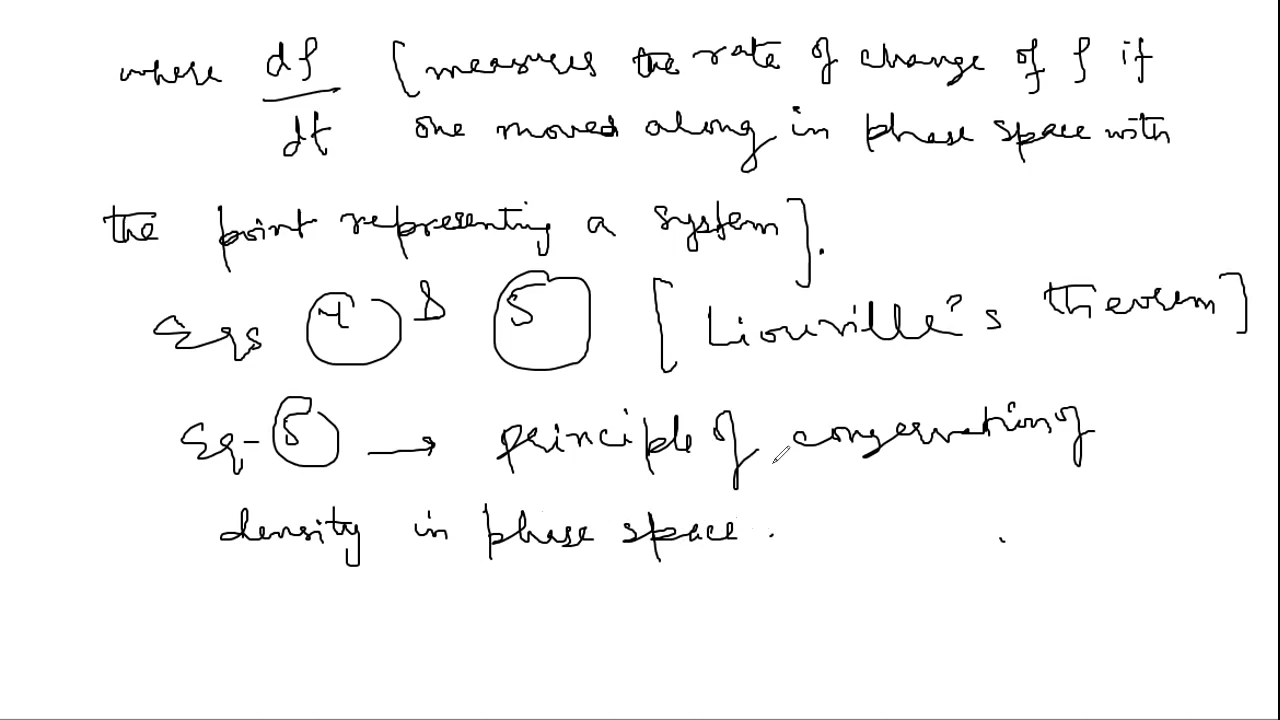 where dρ/dt [measures the rate of change of ρ if
one moved along in phase space with
the point representing a system].
Eqs 4 & 5 [Liouville's theorem]
Eq-5 → principle of conservation of
density in phase space.